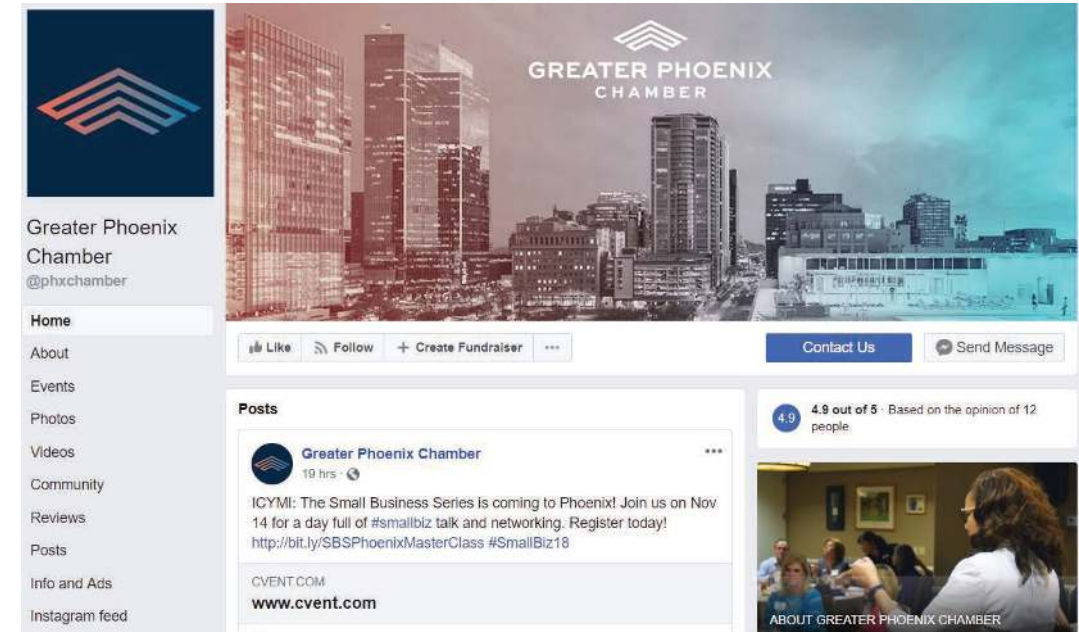 GREATER PHOENIX
CHAMBER
Greater Phoenix
Chamber
@phxchamber
Home
About
Events
Photos
Videos
Community
Reviews
Posts
Info and Ads
Instagram feed
Like
Follow
+ Create Fundraiser
...
Contact Us
Send Message
Posts
Greater Phoenix Chamber
...
19 hrs ·
ICYMI: The Small Business Series is coming to Phoenix! Join us on Nov
14 for a day full of #smallbiz talk and networking. Register today!
http://bit.ly/SBSPhoenixMasterClass #SmallBiz18
CVENT.COM
www.cvent.com
4.9
4.9 out of 5 · Based on the opinion of 12
people
ABOUT GREATER PHOENIX CHAMBER